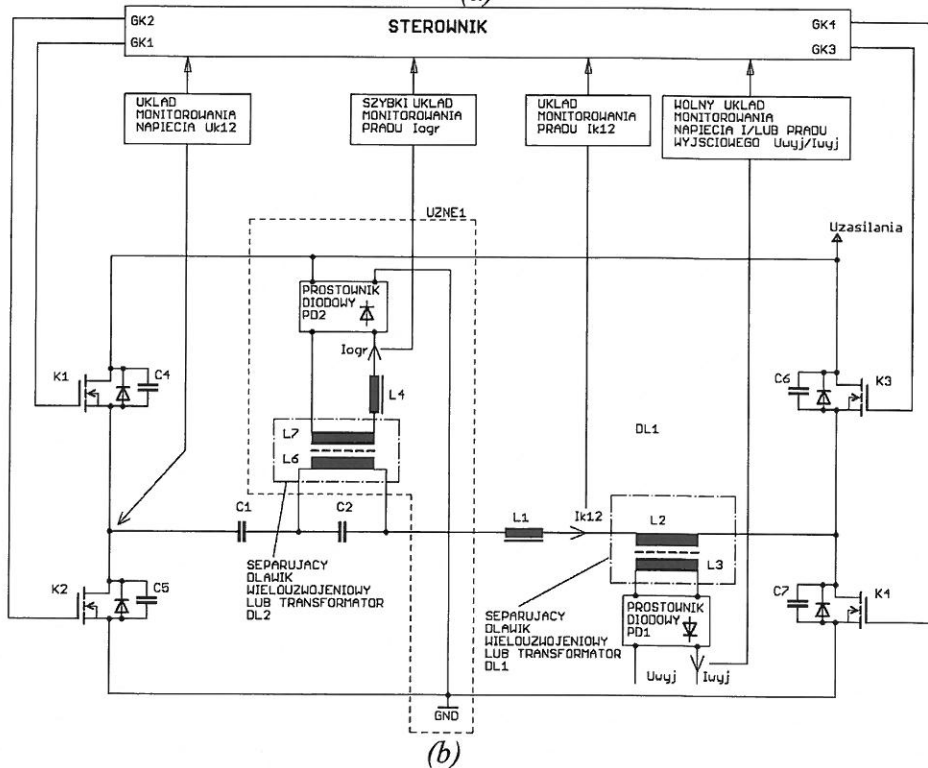 GK2
GK1
STEROWNIK
GK4
GK3
UKLAD
MONITOROWANIA
NAPIECIA Uk12
SZYBKI UKLAD
MONITOROWANIA
PRADU Iogr
UKLAD
MONITOROWANIA
PRADU Ik12
WOLNY UKLAD
MONITOROWANIA
NAPIECIA I/LUB PRADU
WYJSCIOWEGO Uwyj/Iwyj
UZNE1
Uzasilania
PROSTOWNIK
DIODOWY
PD2
Iogr
K1
C4
L4
C6
K3
L7
L6
DL1
C1
C2
L1
Ik12
L2
L3
SEPARUJACY
DLAWIK
WIELOUZWOJENIOWY
LUB TRANSFORMATOR
DL2
K2
C5
SEPARUJACY
DLAWIK
WIELOUZWOJENIOWY
LUB TRANSFORMATOR
DL1
PROSTOWNIK
DIODOWY
PD1
C7
K4
Uwyj
Iwyj
GND
(b)